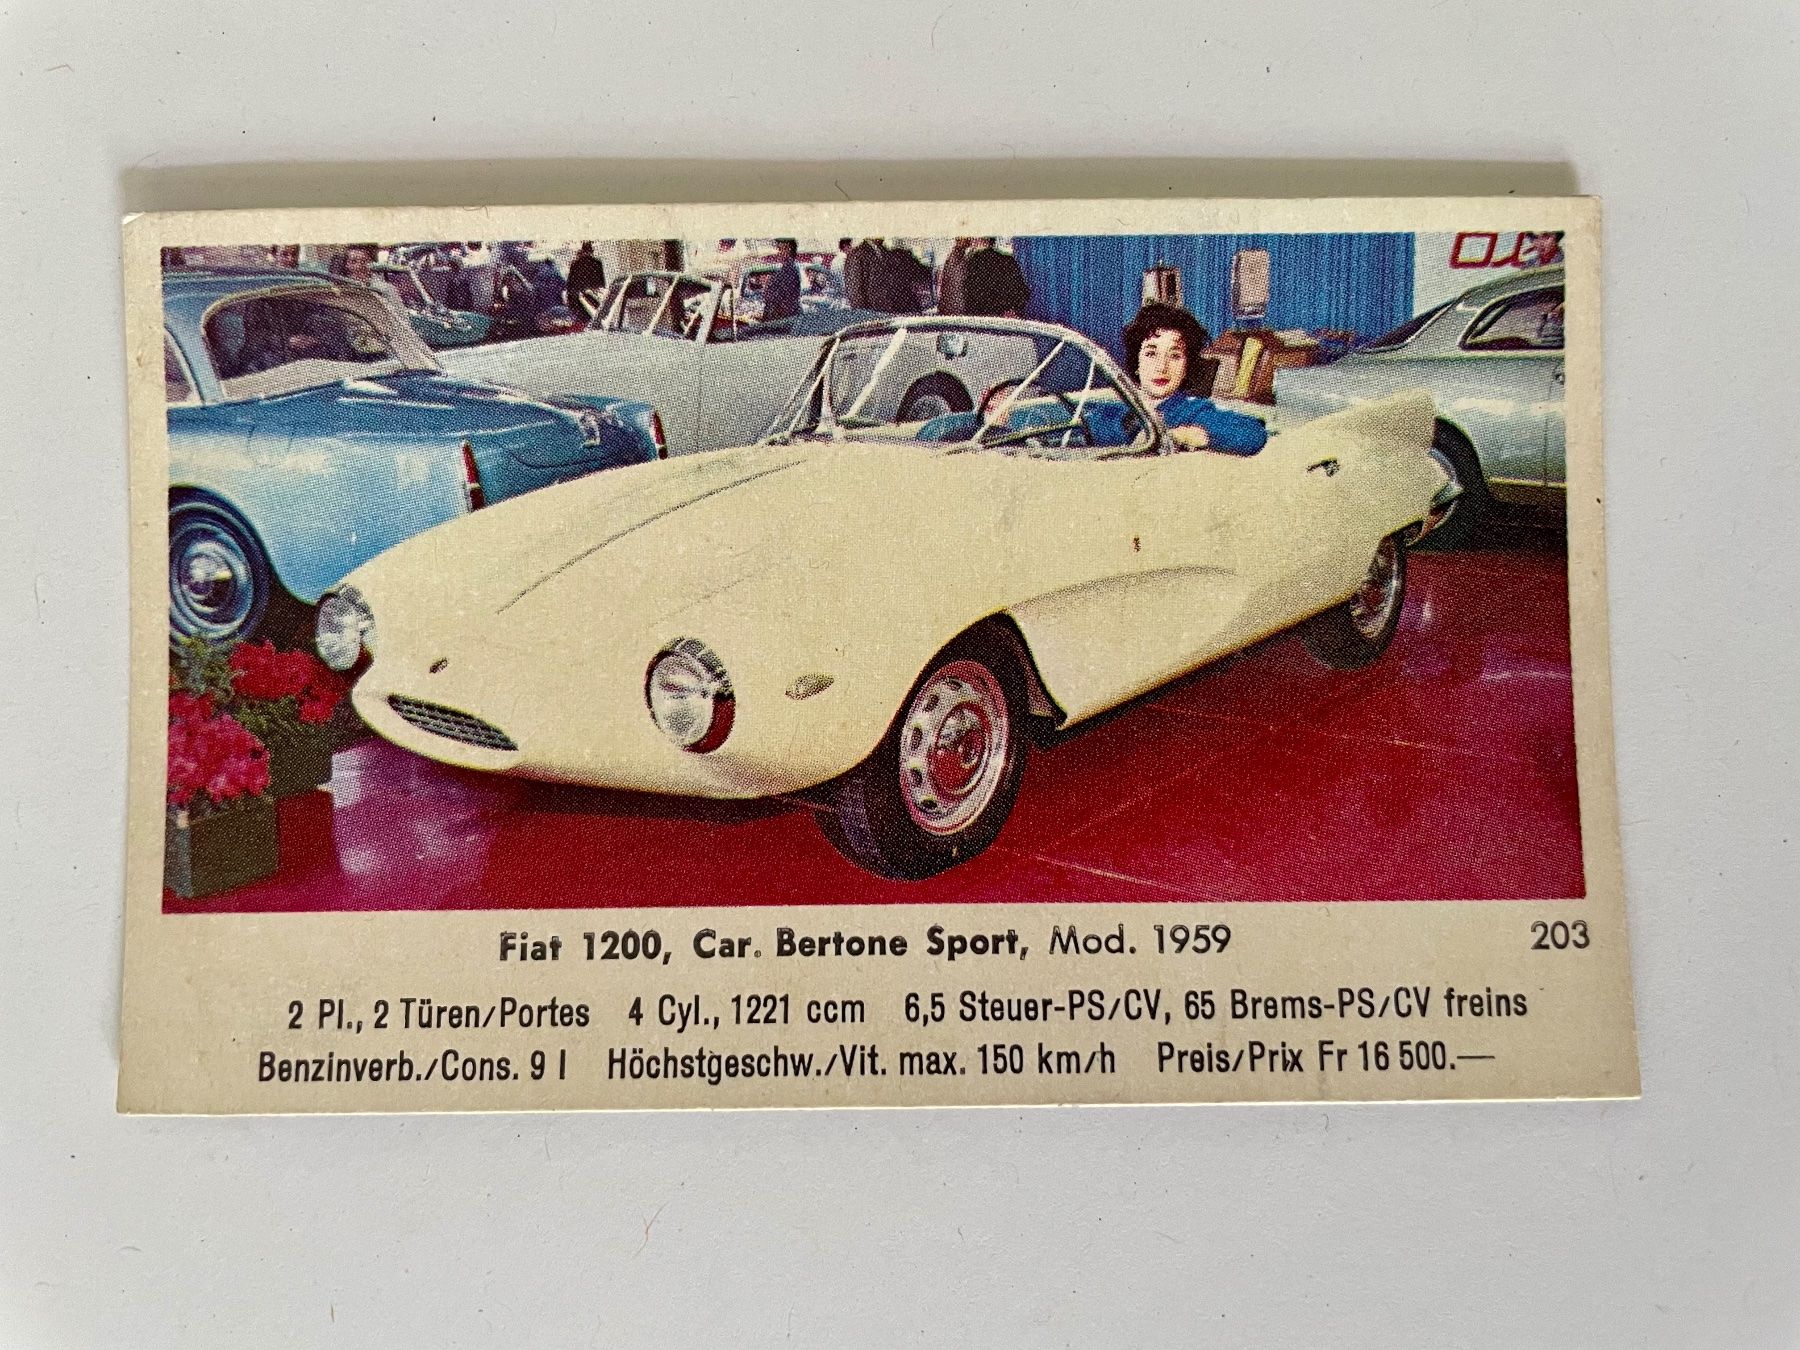 Fiat 1200, Car. Bertone Sport, Mod. 1959 203
2 Pl., 2 Türen/Portes 4 Cyl., 1221 ccm 6,5 Steuer-PS/CV, 65 Brems-PS/CV freins
Benzinverb./Cons. 9 l Höchstgeschw./Vit. max. 150 km/h Preis/Prix Fr 16 500.—